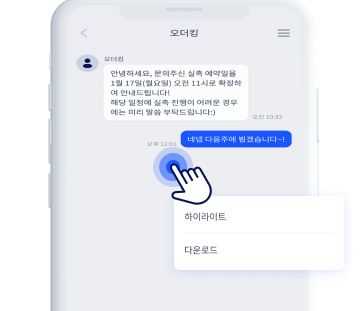 오더킹
오더킹
안녕하세요, 문의주신 실측 예약일을
1월 17일(월요일) 오전 11시로 확정하
여 안내드립니다!
해당 일정에 실측 진행이 어려운 경우
에는 미리 말씀 부탁드립니다:)
오전 10:33
오후 12:01
네넵 다음주에 뵙겠습니다~!
하이라이트
다운로드